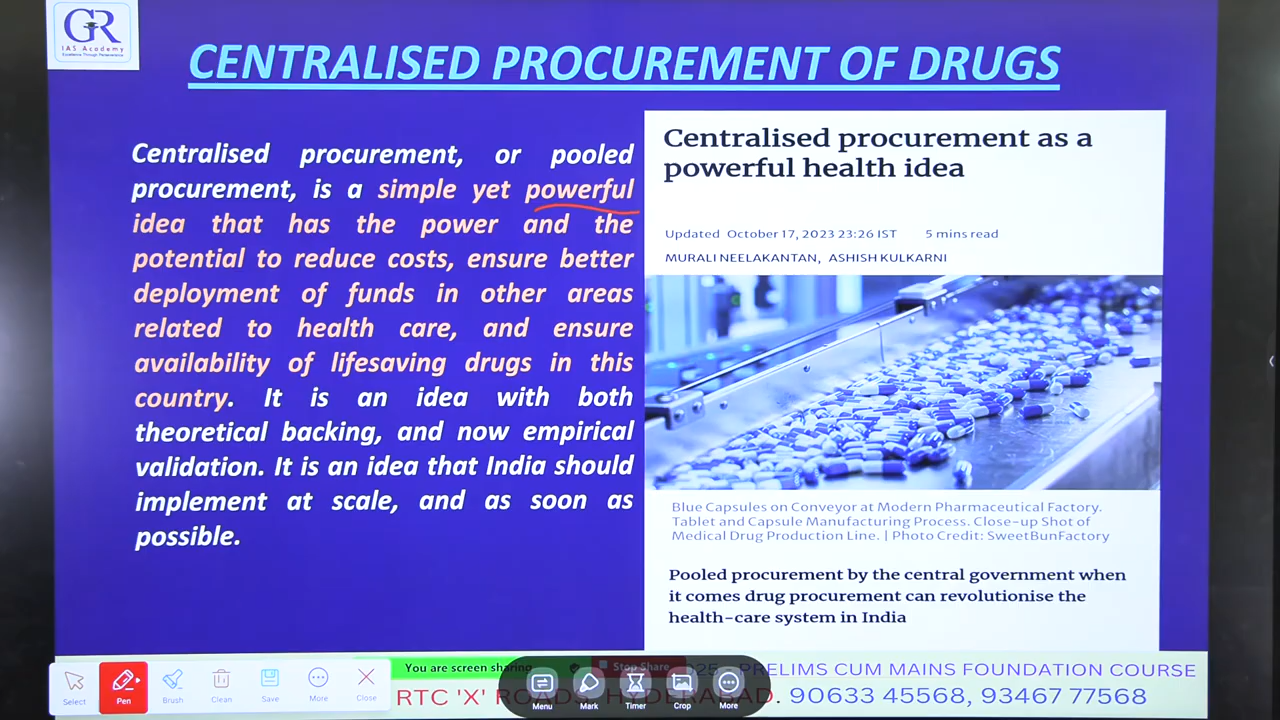 GR
IAS Academy
Excellence Through Perseverance
CENTRALISED PROCUREMENT OF DRUGS
Centralised procurement, or pooled
procurement, is a simple yet powerful
idea that has the power and the
potential to reduce costs, ensure better
deployment of funds in other areas
related to health care, and ensure
availability of lifesaving drugs in this
country. It is an idea with both
theoretical backing, and now empirical
validation. It is an idea that India should
implement at scale, and as soon as
possible.
Centralised procurement as a
powerful health idea
Updated October 17, 2023 23:26 IST 5 mins read
MURALI NEELAKANTAN, ASHISH KULKARNI
Blue Capsules on Conveyor at Modern Pharmaceutical Factory.
Tablet and Capsule Manufacturing Process. Close-up Shot of
Medical Drug Production Line. | Photo Credit: SweetBunFactory
Pooled procurement by the central government when
it comes drug procurement can revolutionise the
health-care system in India
You are screen sharing Stop Share
PRELIMS CUM MAINS FOUNDATION COURSE
RTC 'X' 90633 45568, 93467 77568
Select Pen Brush Clean Save More Close
Menu Mark Timer Crop More